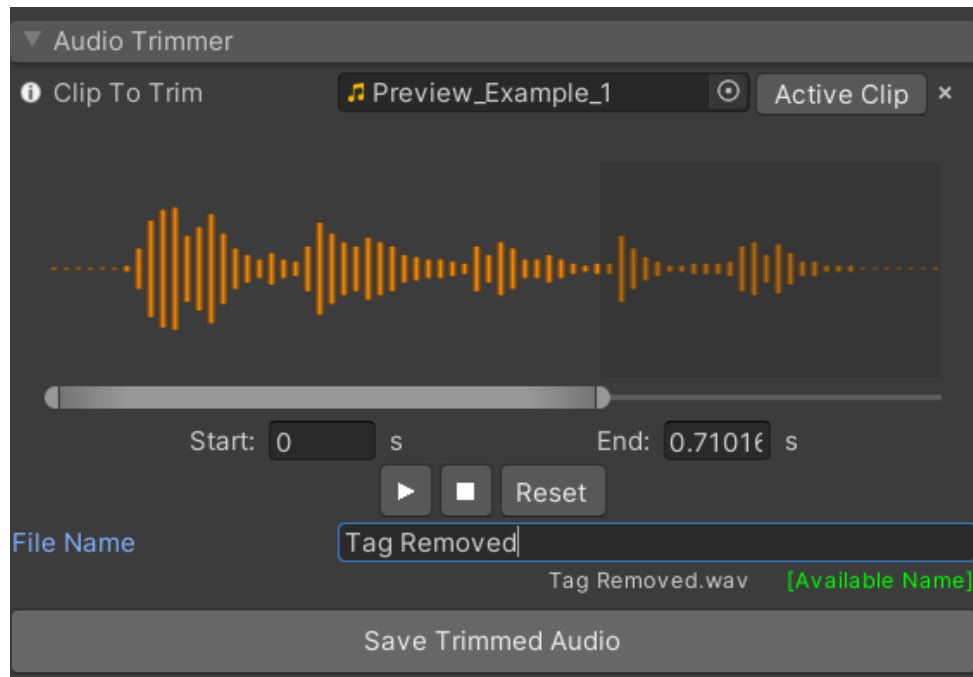 Audio Trimmer
Clip To Trim Preview_Example_1 Active Clip ×
Start: 0 s End: 0.71016 s
Reset
File Name Tag Removed
Tag Removed.wav [Available Name]
Save Trimmed Audio